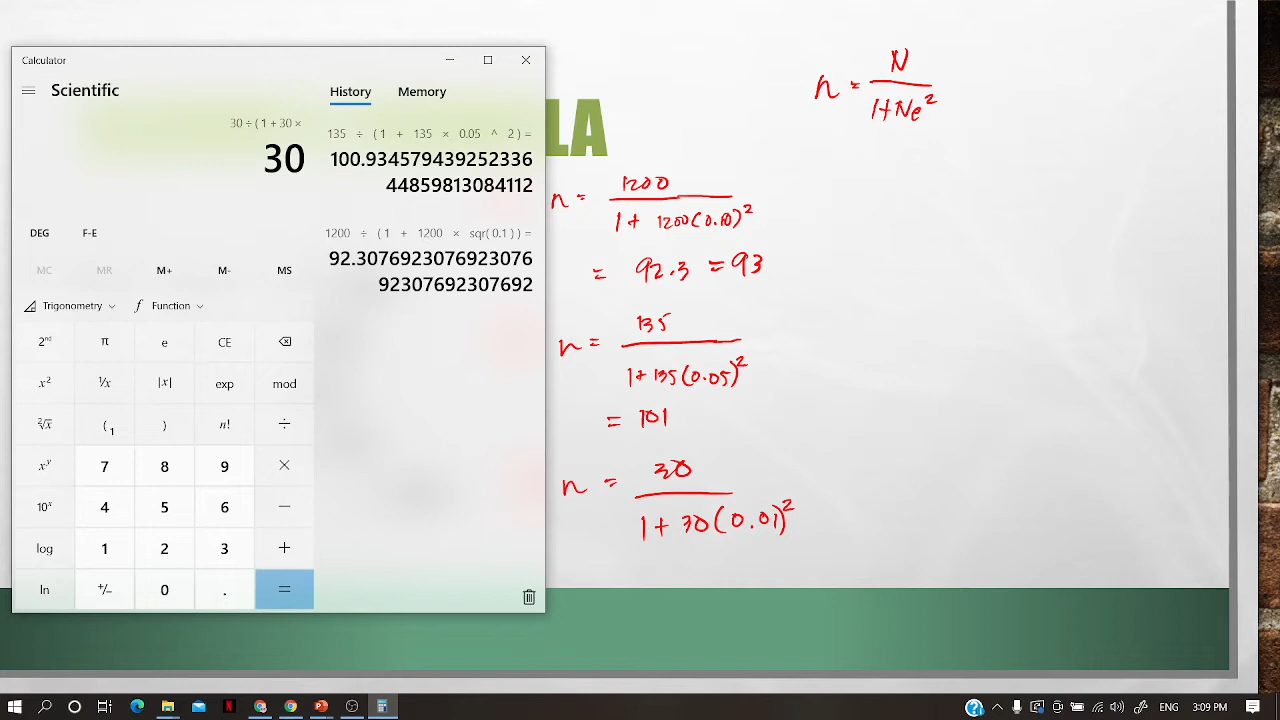 Calculator
Scientific
30 ÷ ( 1 + 30 ×
30
DEG
F-E
MC
MR
M+
M-
MS
Trigonometry
f Function
2nd
π
e
CE
x²
¹/x
|x|
exp
mod
²√x
( 1
)
n!
÷
xʸ
7
8
9
×
10ˣ
4
5
6
−
log
1
2
3
+
ln
+/-
0
.
=
History
Memory
135 ÷ ( 1 + 135 × 0.05 ^ 2 ) =
100.934579439252336
44859813084112
1200 ÷ ( 1 + 1200 × sqr( 0.1 ) ) =
92.3076923076923076
92307692307692
LA
n = N / 1+Ne²
n = 1200 / 1 + 1200(0.10)²
= 92.3 = 93
n = 135 / 1+135(0.05)²
= 101
n = 30 / 1 + 30(0.01)²
ENG
3:09 PM